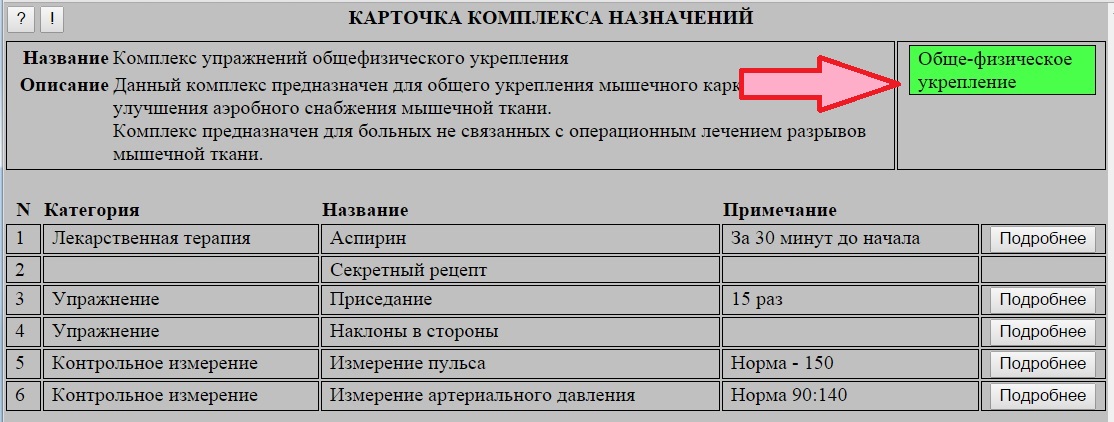 ? ! КАРТОЧКА КОМПЛЕКСА НАЗНАЧЕНИЙ
Название Комплекс упражнений общефизического укрепления
Описание Данный комплекс предназначен для общего укрепления мышечного
улучшения аэробного снабжения мышечной ткани.
Комплекс предназначен для больных не связанных с операционным лечением разрывов
мышечной ткани.
Обще-физическое
укрепление
N Категория Название Примечание
1 Лекарственная терапия Аспирин За 30 минут до начала Подробнее
2 Секретный рецепт
3 Упражнение Приседание 15 раз Подробнее
4 Упражнение Наклоны в стороны Подробнее
5 Контрольное измерение Измерение пульса Норма - 150 Подробнее
6 Контрольное измерение Измерение артериального давления Норма 90:140 Подробнее